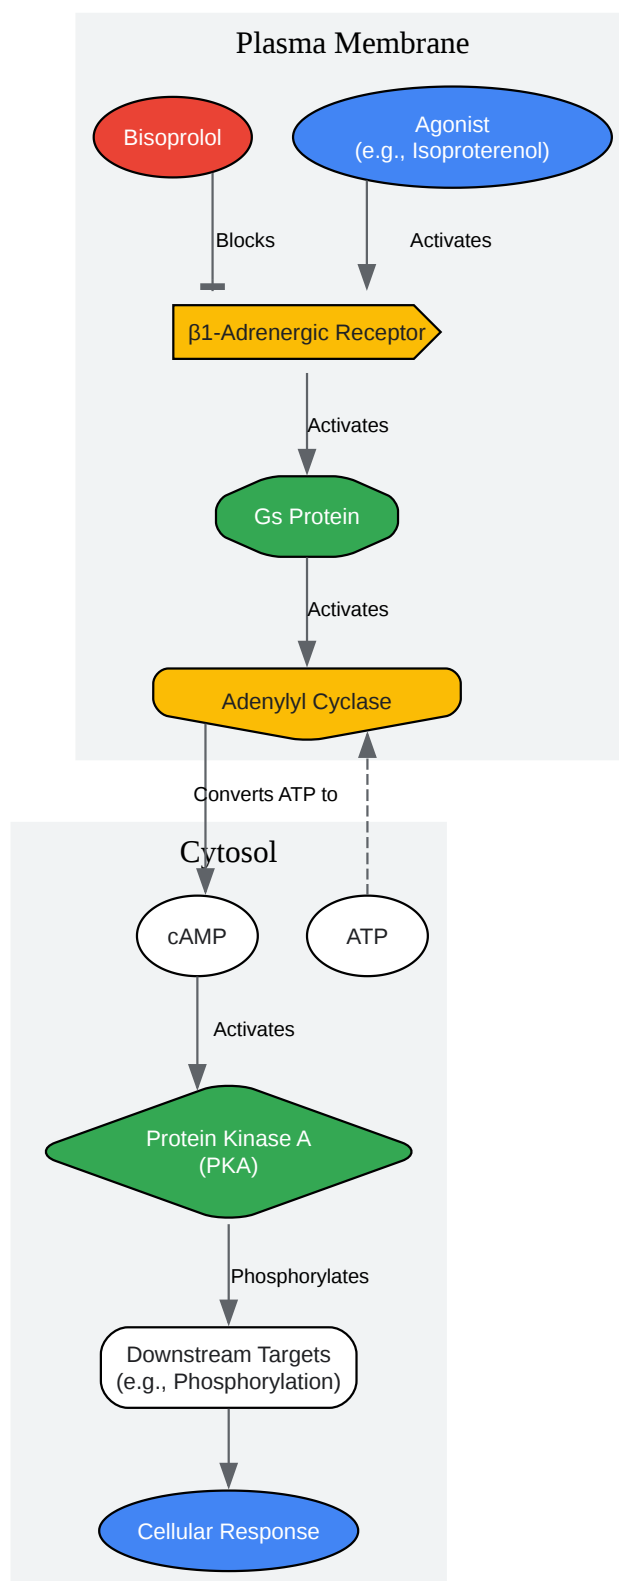 Plasma Membrane
Bisoprolol
Agonist
(e.g., Isoproterenol)
Blocks
Activates
β1-Adrenergic Receptor
Activates
Gs Protein
Activates
Adenylyl Cyclase
Converts ATP to
Cytosol
cAMP
ATP
Activates
Protein Kinase A
(PKA)
Phosphorylates
Downstream Targets
(e.g., Phosphorylation)
Cellular Response